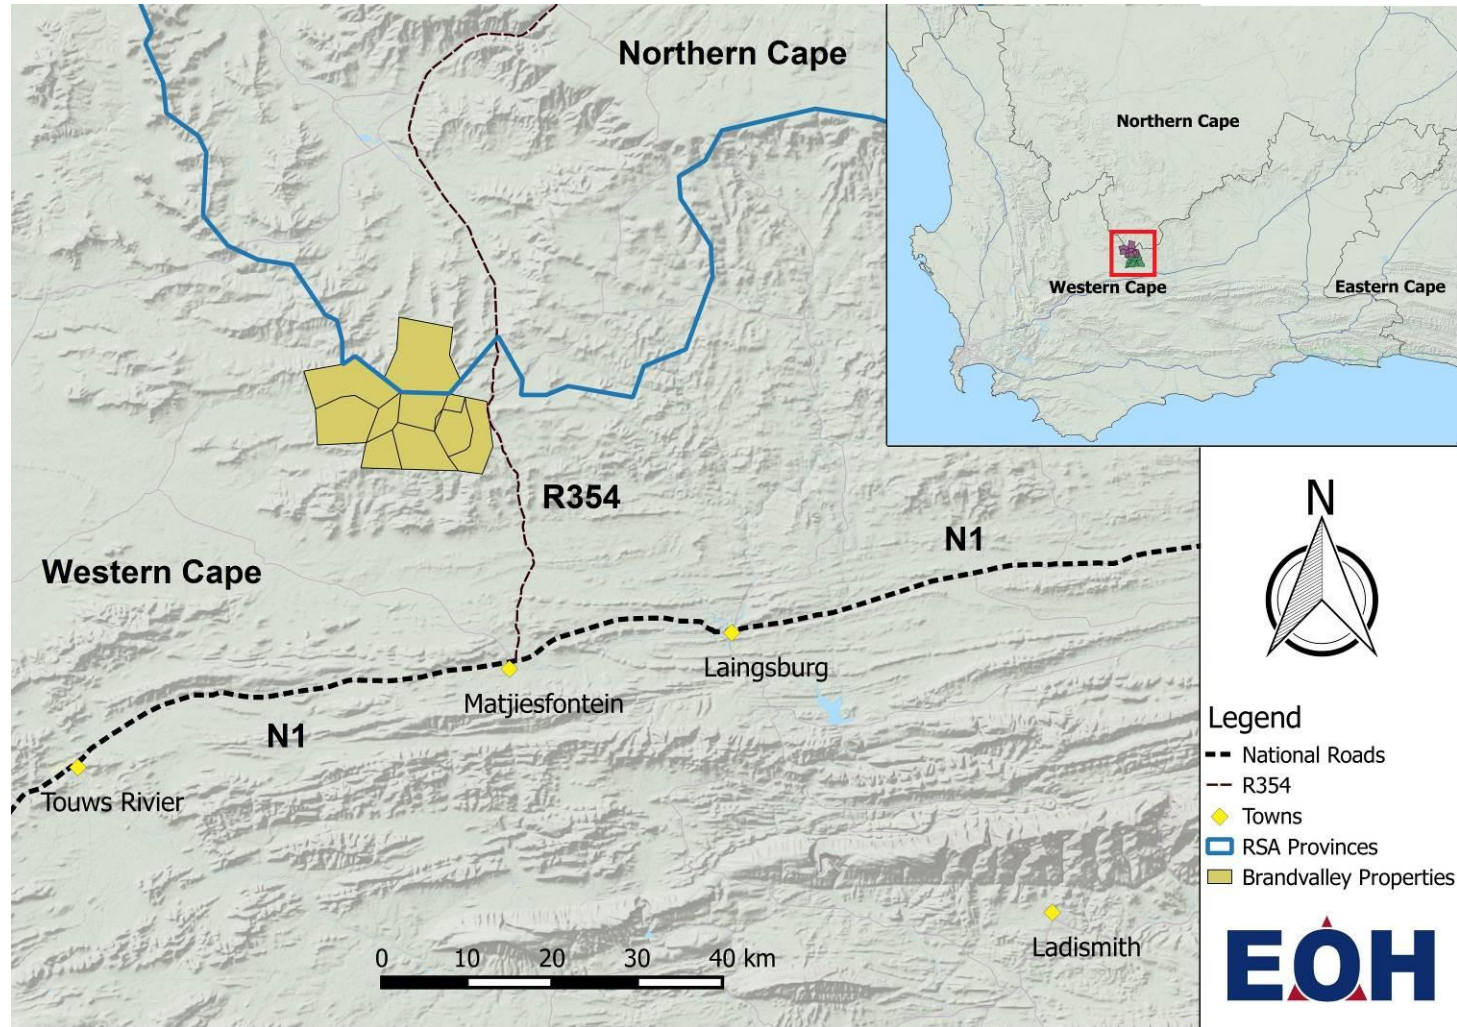 Northern Cape
Northern Cape
Western Cape
Eastern Cape
R354
N1
Western Cape
Laingsburg
Matjiesfontein
N1
Touws Rivier
Ladismith
0 10 20 30 40 km
N
Legend
National Roads
R354
Towns
RSA Provinces
Brandvalley Properties
EOH